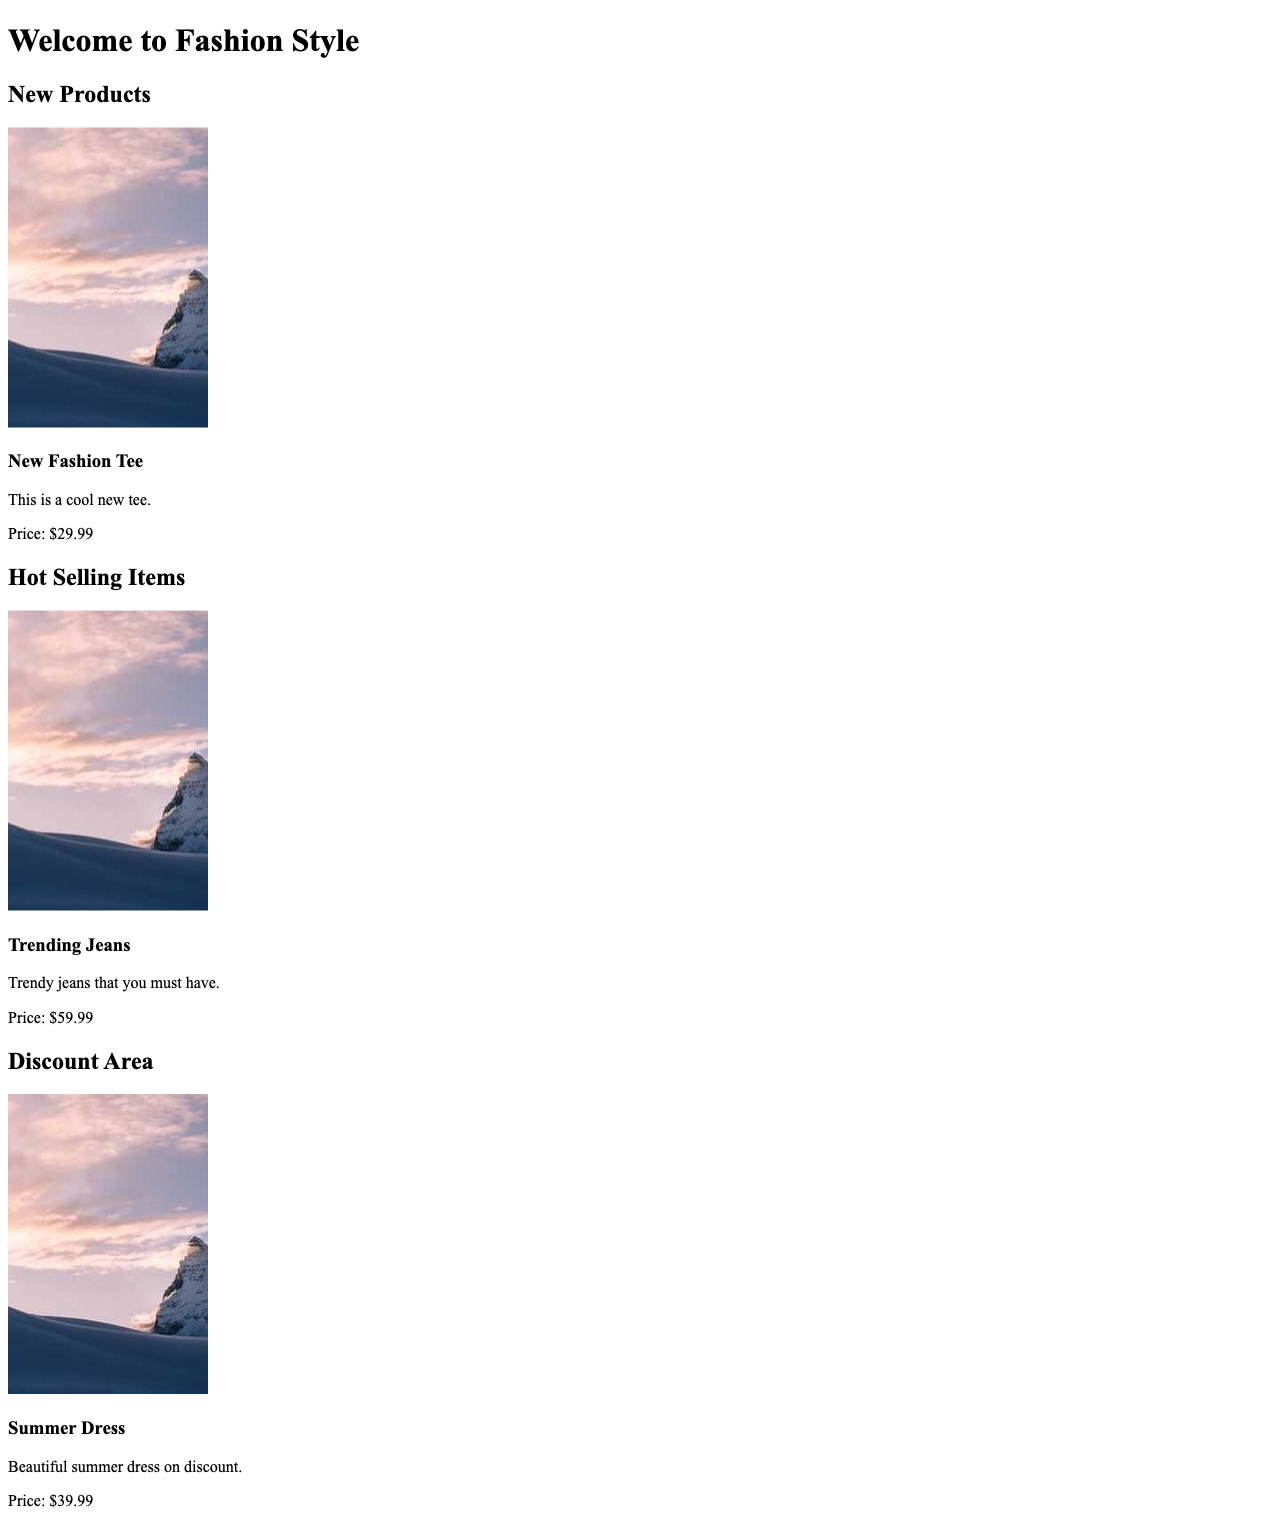 Welcome to Fashion Style
New Products
New Fashion Tee
This is a cool new tee.
Price: $29.99
Hot Selling Items
Trending Jeans
Trendy jeans that you must have.
Price: $59.99
Discount Area
Summer Dress
Beautiful summer dress on discount.
Price: $39.99